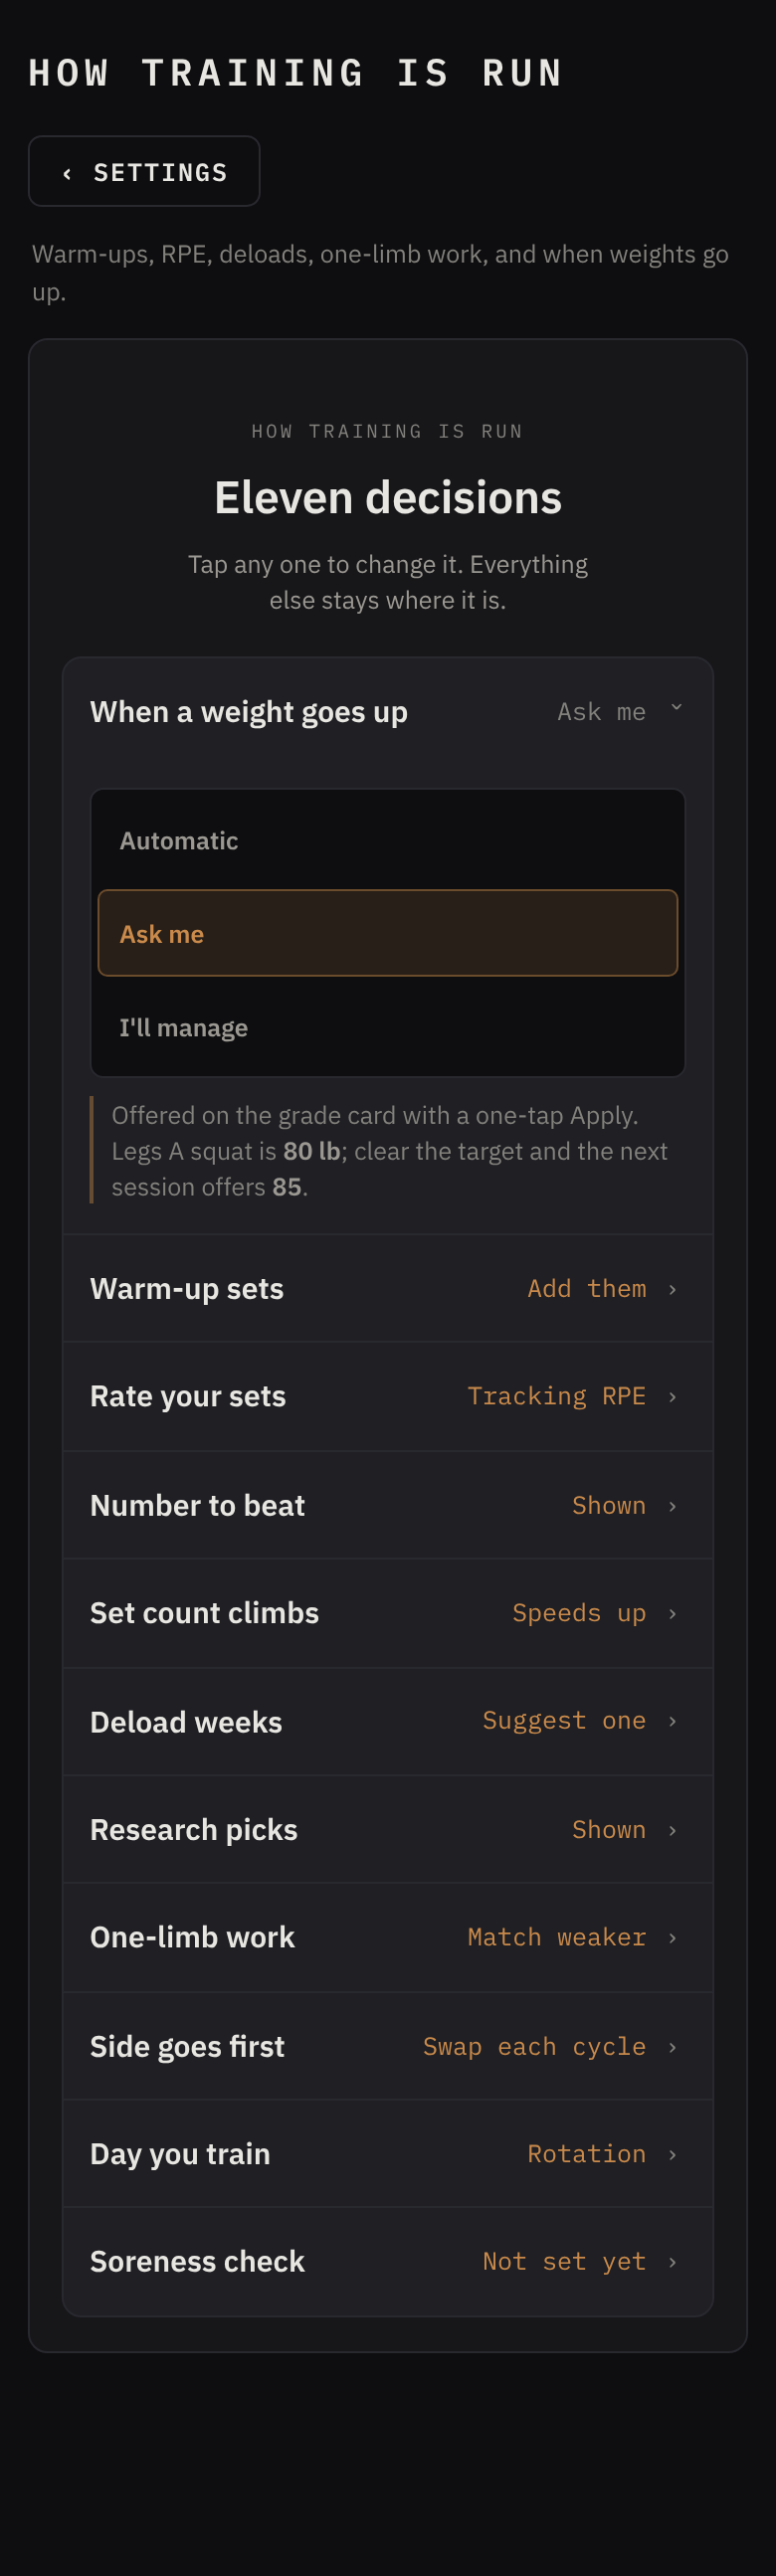 HOW TRAINING IS RUN
‹ SETTINGS
Warm-ups, RPE, deloads, one-limb work, and when weights go
up.
HOW TRAINING IS RUN
Eleven decisions
Tap any one to change it. Everything
else stays where it is.
When a weight goes up Ask me
Automatic
Ask me
I'll manage
Offered on the grade card with a one-tap Apply.
Legs A squat is 80 lb; clear the target and the next
session offers 85.
Warm-up sets Add them ›
Rate your sets Tracking RPE ›
Number to beat Shown ›
Set count climbs Speeds up ›
Deload weeks Suggest one ›
Research picks Shown ›
One-limb work Match weaker ›
Side goes first Swap each cycle ›
Day you train Rotation ›
Soreness check Not set yet ›